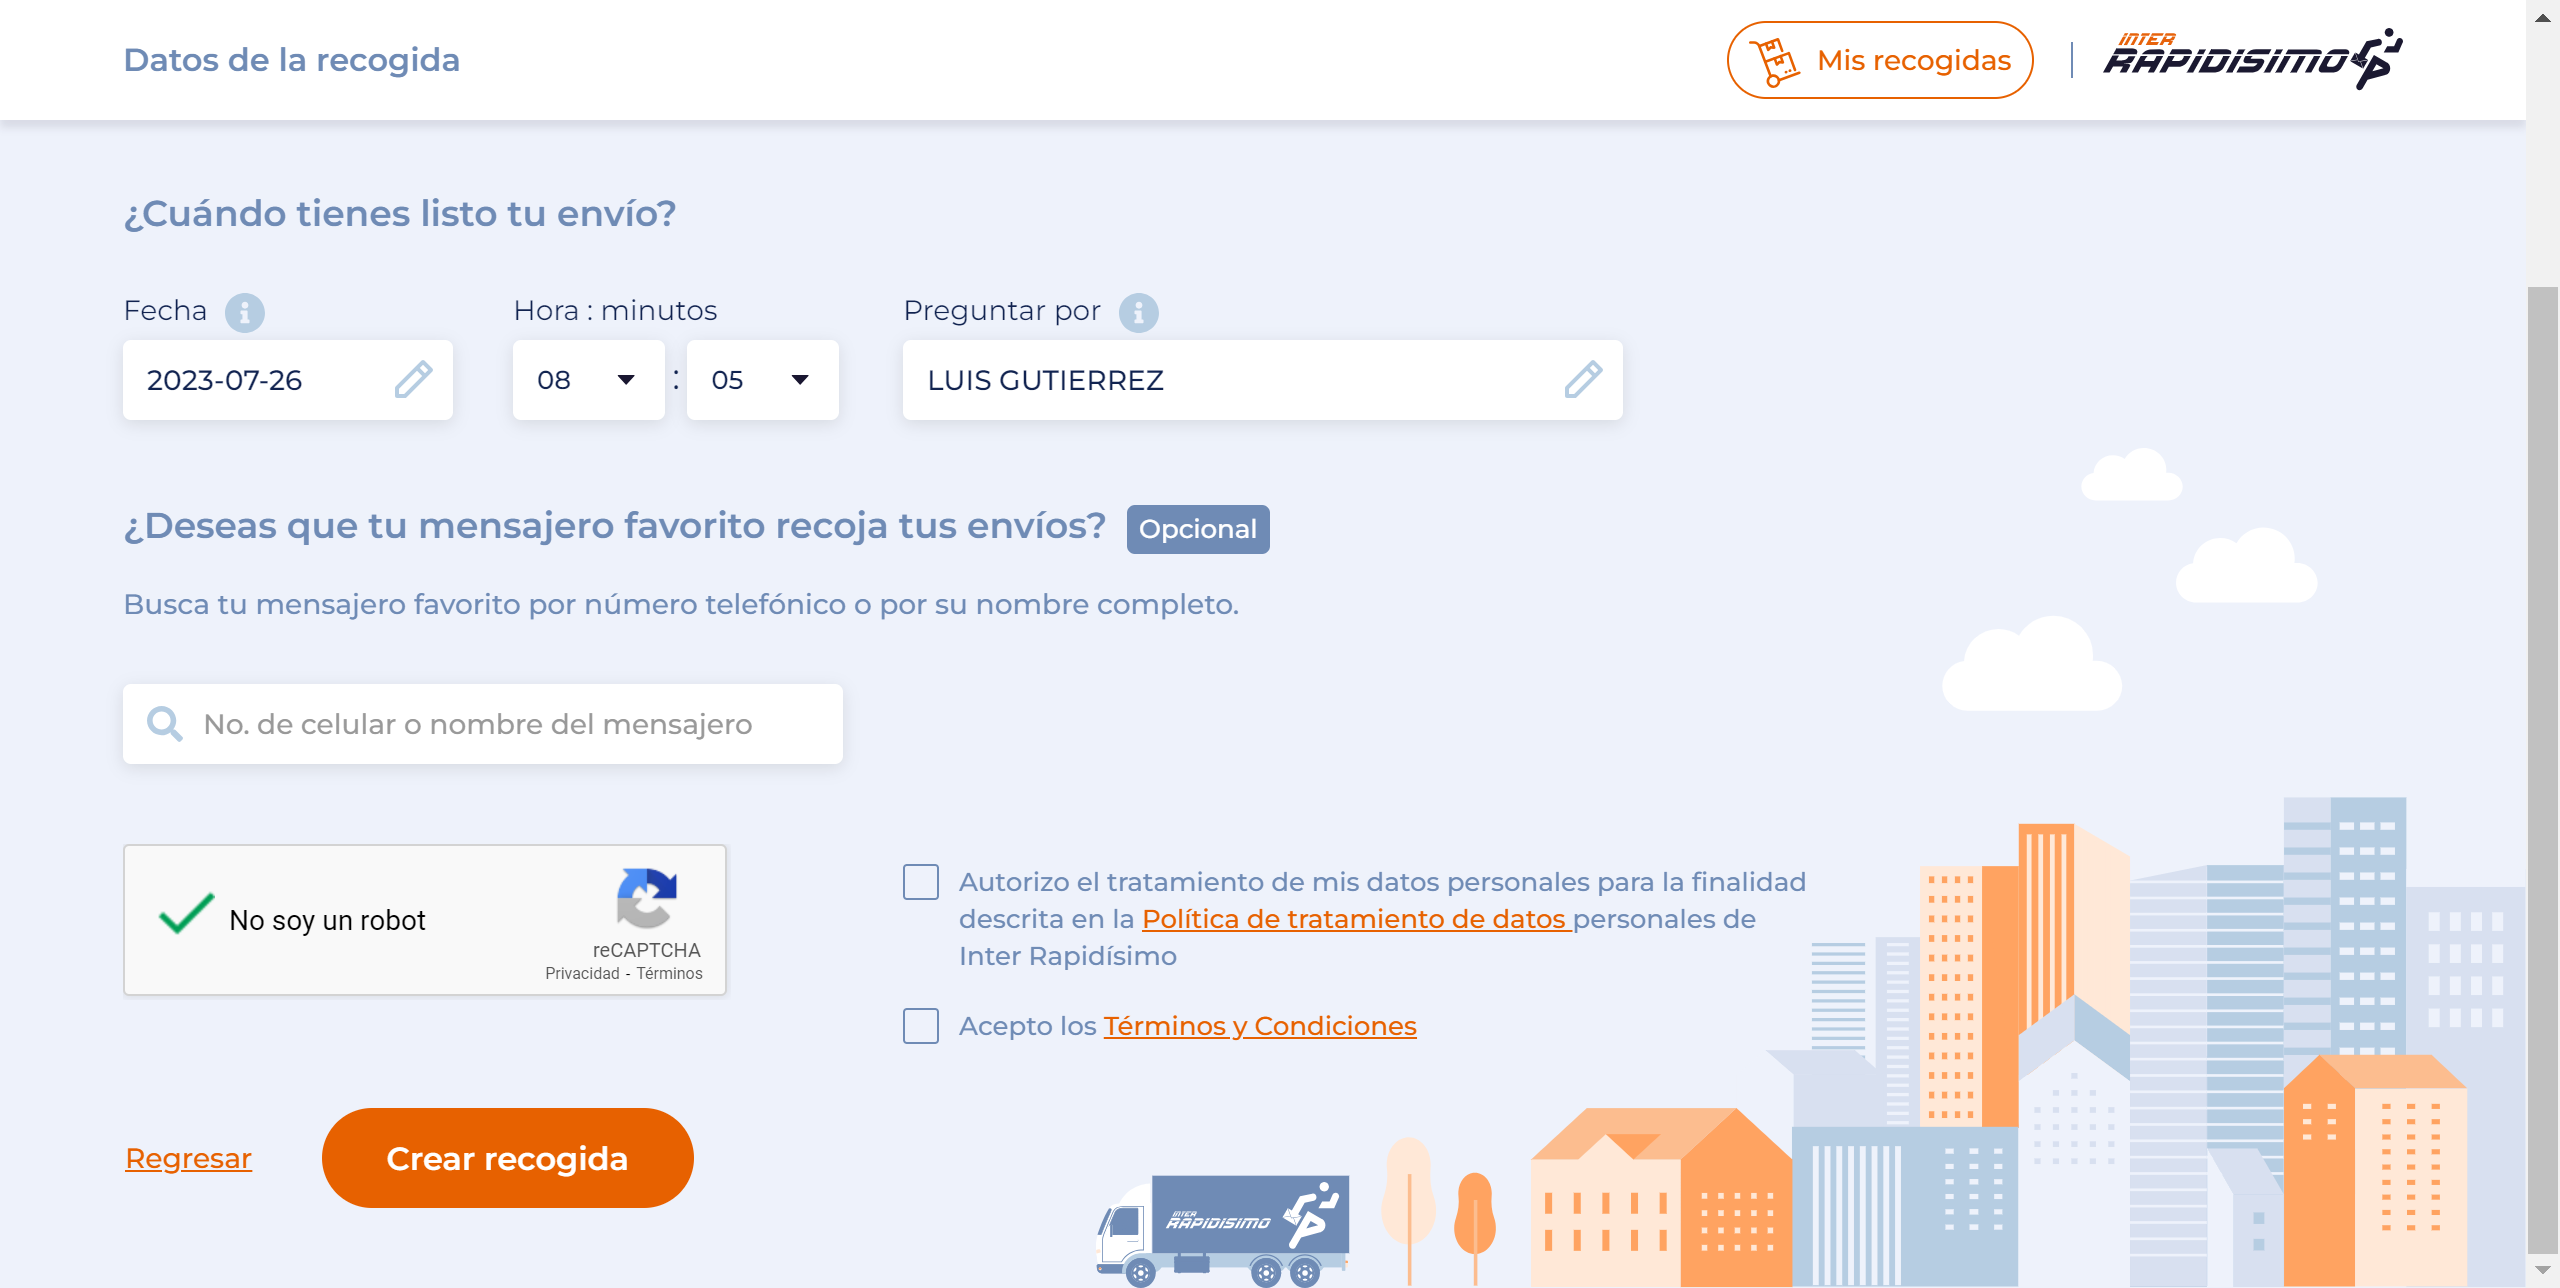 Datos de la recogida
Mis recogidas
INTER
RAPIDISIMO
¿Cuándo tienes listo tu envío?
Fecha
Hora : minutos
Preguntar por
2023-07-26
08 : 05
LUIS GUTIERREZ
¿Deseas que tu mensajero favorito recoja tus envíos? Opcional
Busca tu mensajero favorito por número telefónico o por su nombre completo.
No. de celular o nombre del mensajero
No soy un robot
reCAPTCHA
Privacidad - Términos
Autorizo el tratamiento de mis datos personales para la finalidad
descrita en la Política de tratamiento de datos personales de
Inter Rapidísimo
Acepto los Términos y Condiciones
Regresar
Crear recogida
INTER
RAPIDISIMO